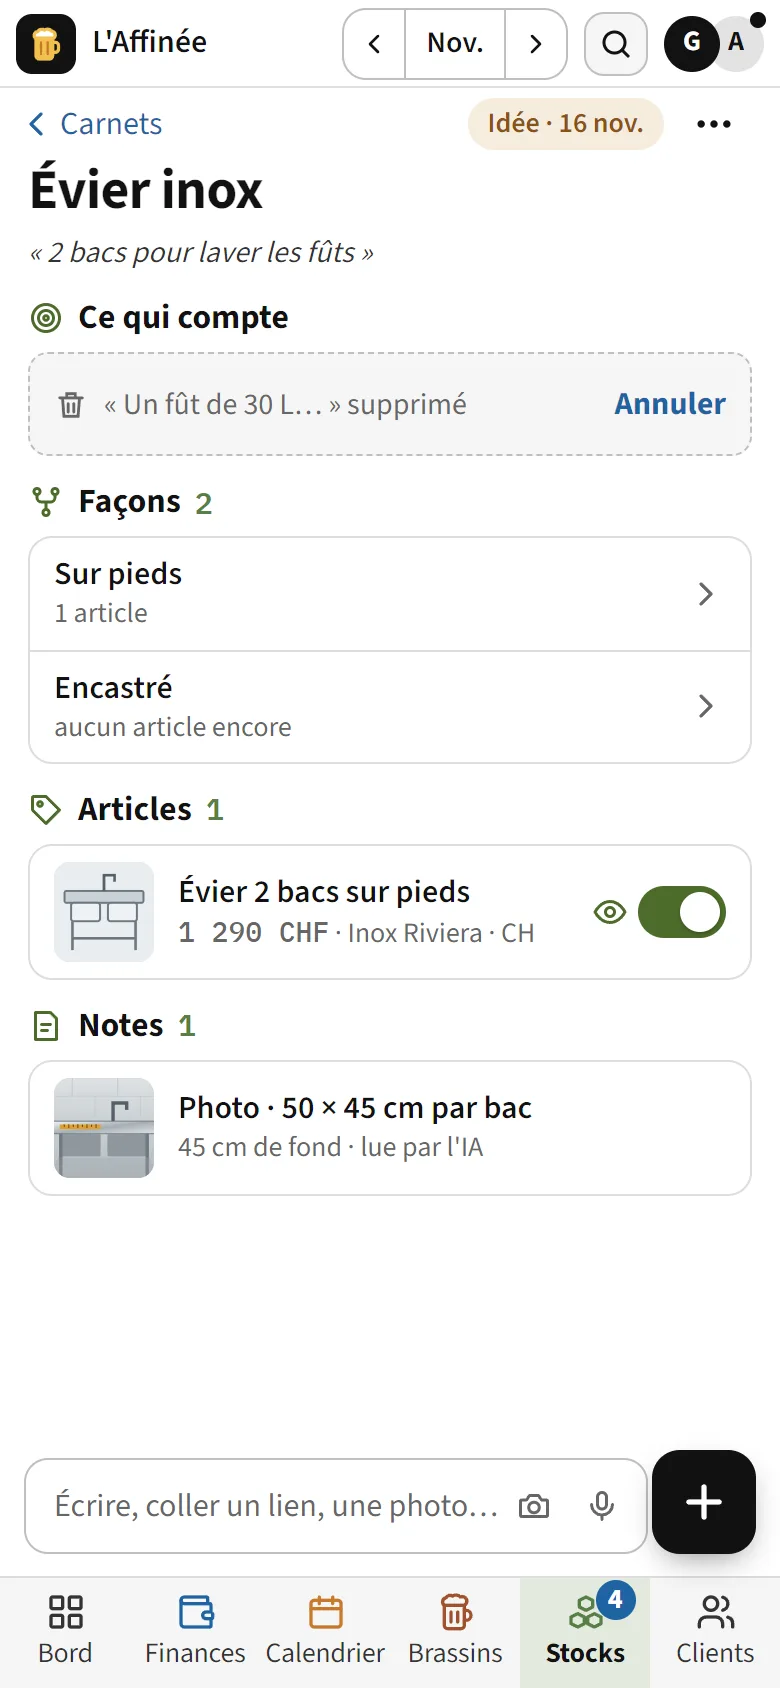 L'Affinée
Nov.
G
A
Carnets
Idée · 16 nov.
Évier inox
« 2 bacs pour laver les fûts »
Ce qui compte
« Un fût de 30 L… » supprimé
Annuler
Façons 2
Sur pieds
1 article
Encastré
aucun article encore
Articles 1
Évier 2 bacs sur pieds
1 290 CHF · Inox Riviera · CH
Notes 1
Photo · 50 × 45 cm par bac
45 cm de fond · lue par l'IA
Écrire, coller un lien, une photo…
4
Bord
Finances
Calendrier
Brassins
Stocks
Clients